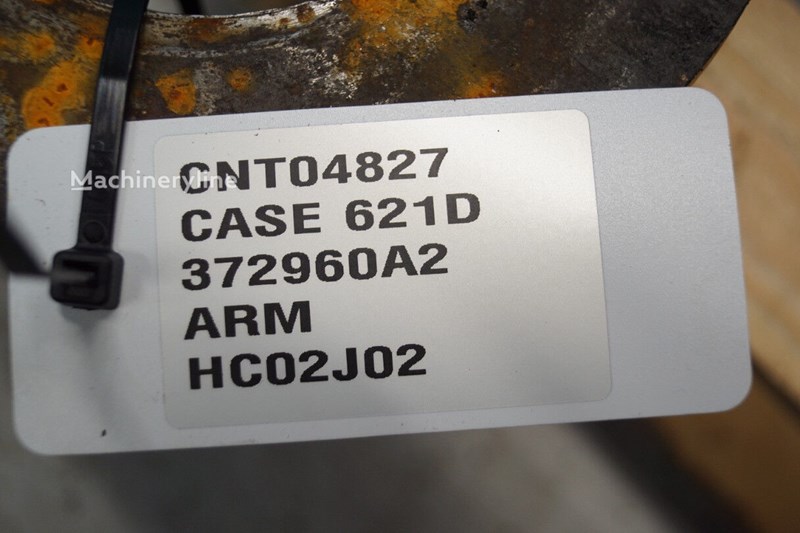 CNT04827
Machineryline
CASE 621D
372960A2
ARM
HC02J02